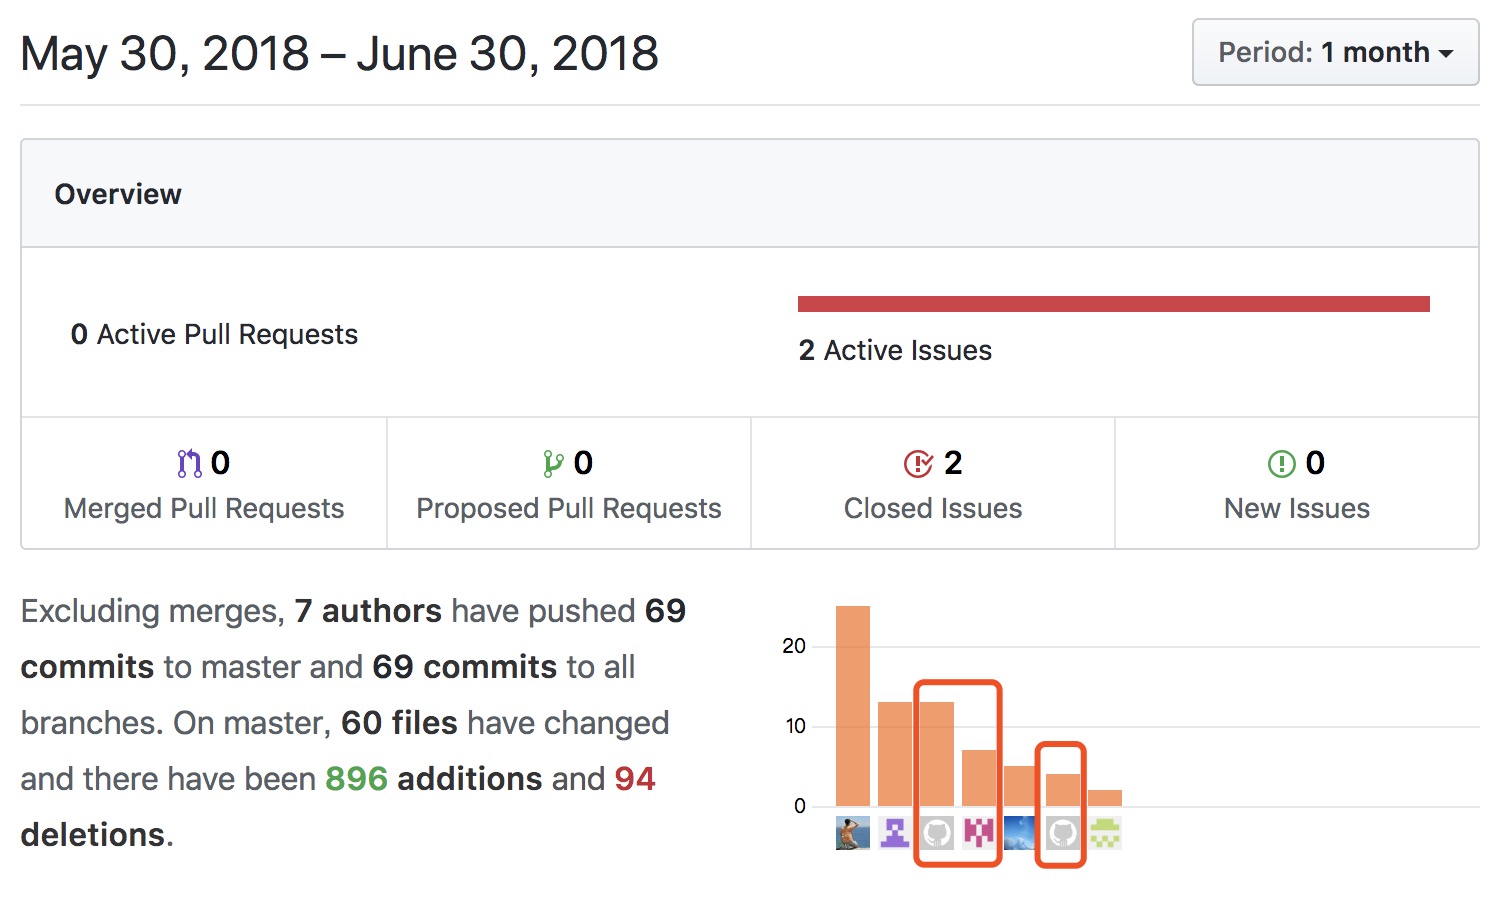 May 30, 2018 – June 30, 2018
Period: 1 month
Overview
0 Active Pull Requests
2 Active Issues
0
Merged Pull Requests
0
Proposed Pull Requests
2
Closed Issues
0
New Issues
Excluding merges, 7 authors have pushed 69
commits to master and 69 commits to all
branches. On master, 60 files have changed
and there have been 896 additions and 94
deletions.
20
10
0